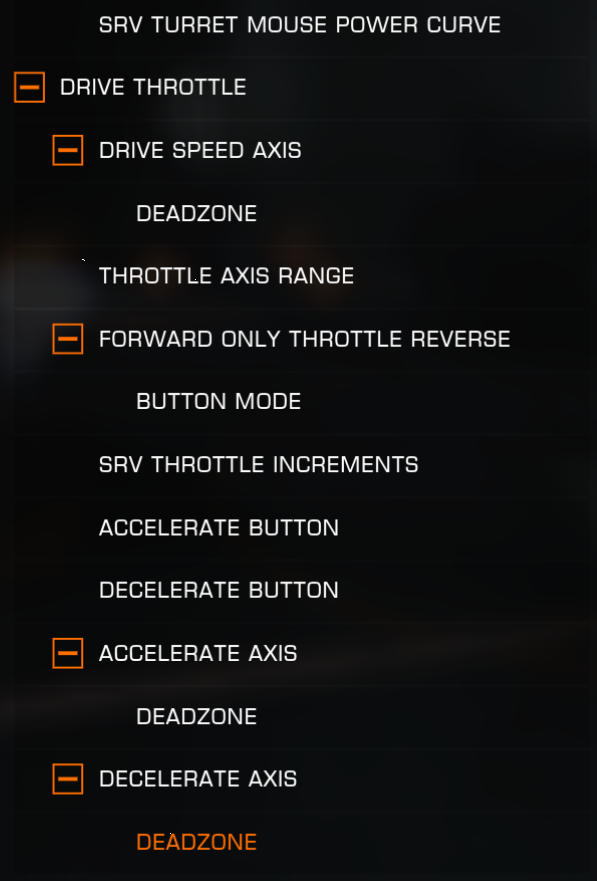 SRV TURRET MOUSE POWER CURVE
DRIVE THROTTLE
DRIVE SPEED AXIS
DEADZONE
THROTTLE AXIS RANGE
FORWARD ONLY THROTTLE REVERSE
BUTTON MODE
SRV THROTTLE INCREMENTS
ACCELERATE BUTTON
DECELERATE BUTTON
ACCELERATE AXIS
DEADZONE
DECELERATE AXIS
DEADZONE